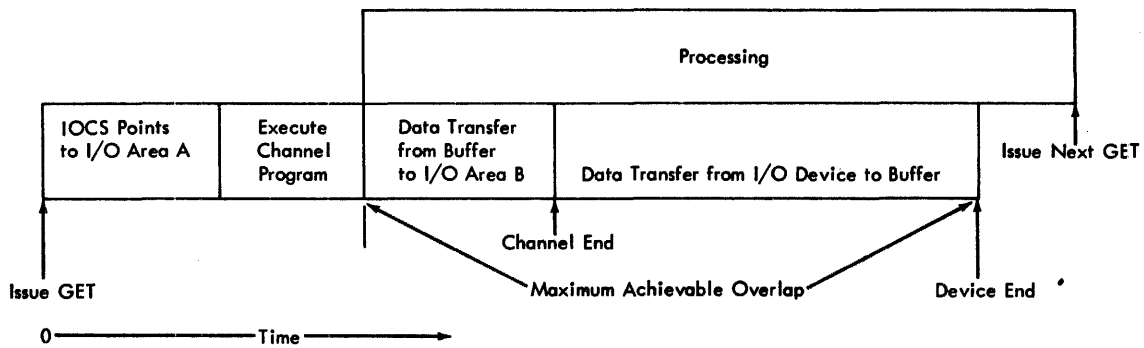 Processing
IOCS Points
to I/O Area A
Execute
Channel
Program
Data Transfer
from Buffer
to I/O Area B
Data Transfer from I/O Device to Buffer
Issue Next GET
Channel End
Issue GET
Maximum Achievable Overlap
Device End
0
Time